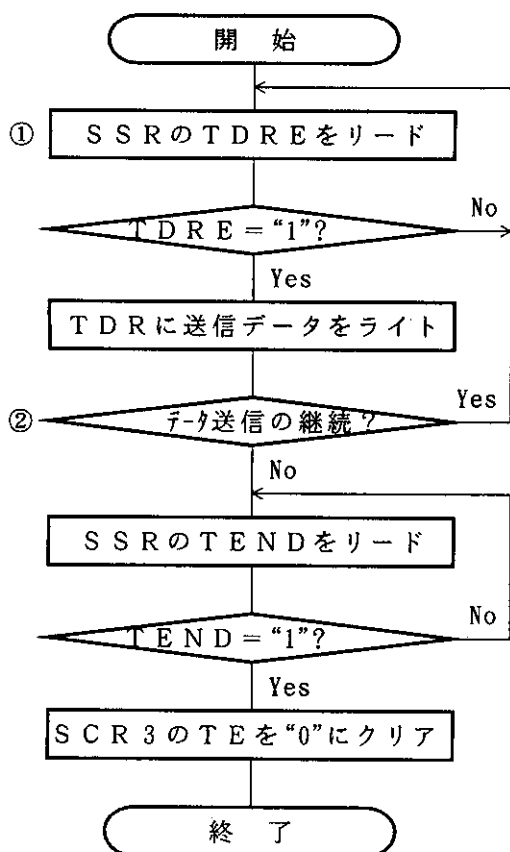 開 始
① SSRのTDREをリード
TDRE=“1”?
No
Yes
TDRに送信データをライト
② データ送信の継続?
Yes
No
SSRのTENDをリード
TEND=“1”?
No
Yes
SCR3のTEを“0”にクリア
終 了